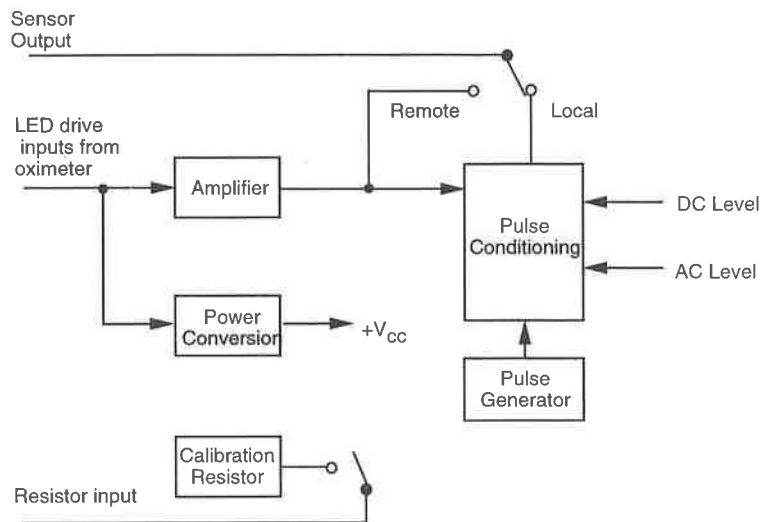 Sensor
Output
Remote
Local
LED drive
inputs from
oximeter
Amplifier
Pulse
Conditioning
DC Level
AC Level
Power
Conversion
+VCC
Pulse
Generator
Calibration
Resistor
Resistor input